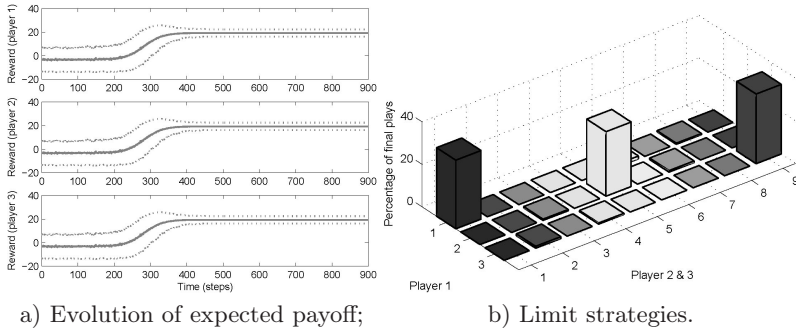 40
20
0
−20
0 100 200 300 400 500 600 700 800 900
Reward (player 1)
40
20
0
−20
0 100 200 300 400 500 600 700 800 900
Reward (player 2)
40
20
0
−20
0 100 200 300 400 500 600 700 800 900
Reward (player 3)
Time (steps)
a) Evolution of expected payoff;
40
20
0
Percentage of final plays
1
2
3
Player 1
1
2
3
4
5
6
7
8
9
Player 2 & 3
b) Limit strategies.